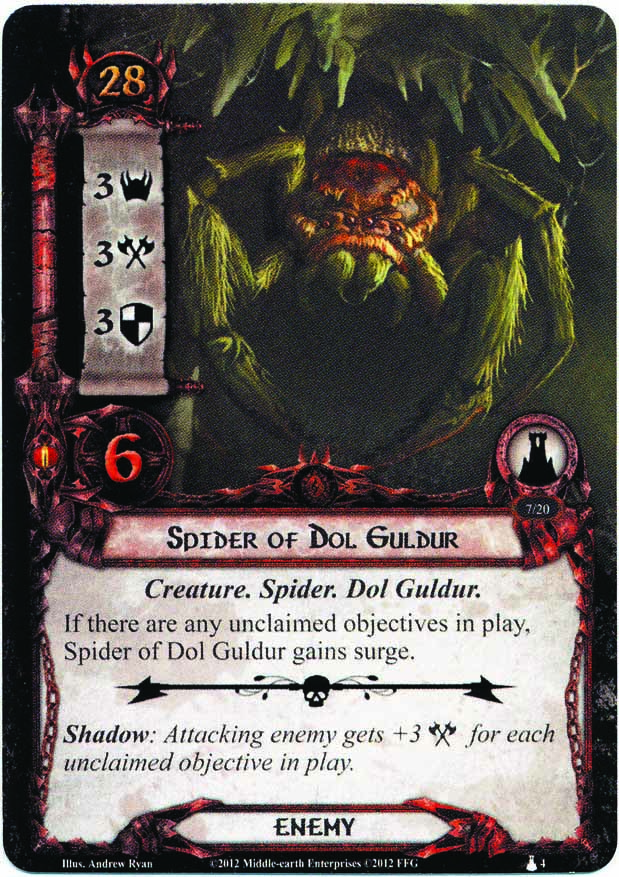 28
3
3
3
6
7/20
Spider of Dol Guldur
Creature. Spider. Dol Guldur.
If there are any unclaimed objectives in play,
Spider of Dol Guldur gains surge.
Shadow: Attacking enemy gets +3 for each
unclaimed objective in play.
ENEMY
Illus. Andrew Ryan ©2012 Middle-earth Enterprises ©2012 FFG 4